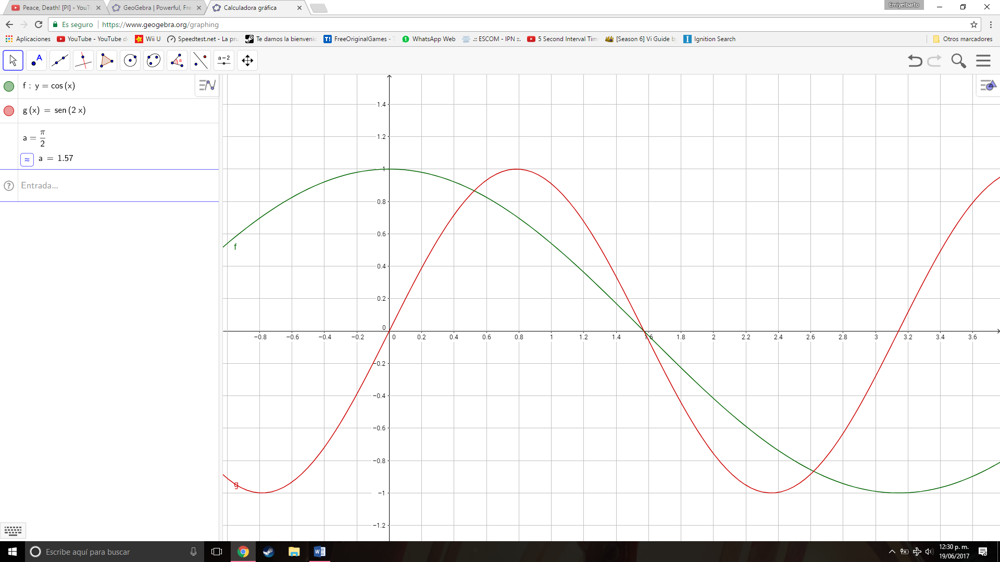 Peace, Death! [PI] - YouT
GeoGebra | Powerful, Fre
Calculadora gráfica
Emiyelbarto
Es seguro
https://www.geogebra.org/graphing
Aplicaciones
YouTube - YouTube d
Wii U
Speedtest.net - La pru
Te damos la bienvenid
FreeOriginalGames -
WhatsApp Web
.:: ESCOM - IPN ::.
5 Second Interval Tim
[Season 6] Vi Guide b
Ignition Search
Otros marcadores
A
α
a=2
f : y = cos (x)
g (x) = sen (2 x)
a = π/2
≈ a = 1.57
? Entrada...
1.4
1.2
1
0.8
0.6
0.4
0.2
0
−0.2
−0.4
−0.6
−0.8
−1
−1.2
−0.8 −0.6 −0.4 −0.2 0 0.2 0.4 0.6 0.8 1 1.2 1.4 1.6 1.8 2 2.2 2.4 2.6 2.8 3 3.2 3.4 3.6
f
g
Escribe aquí para buscar
12:30 p. m.
19/06/2017